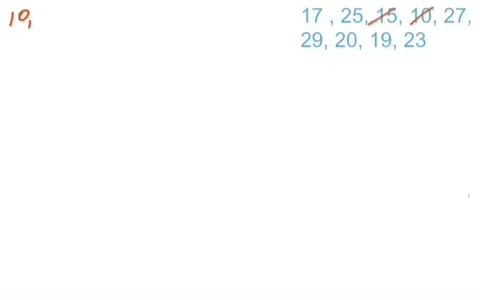 10,
17 , 25, 15, 10, 27,
29, 20, 19, 23